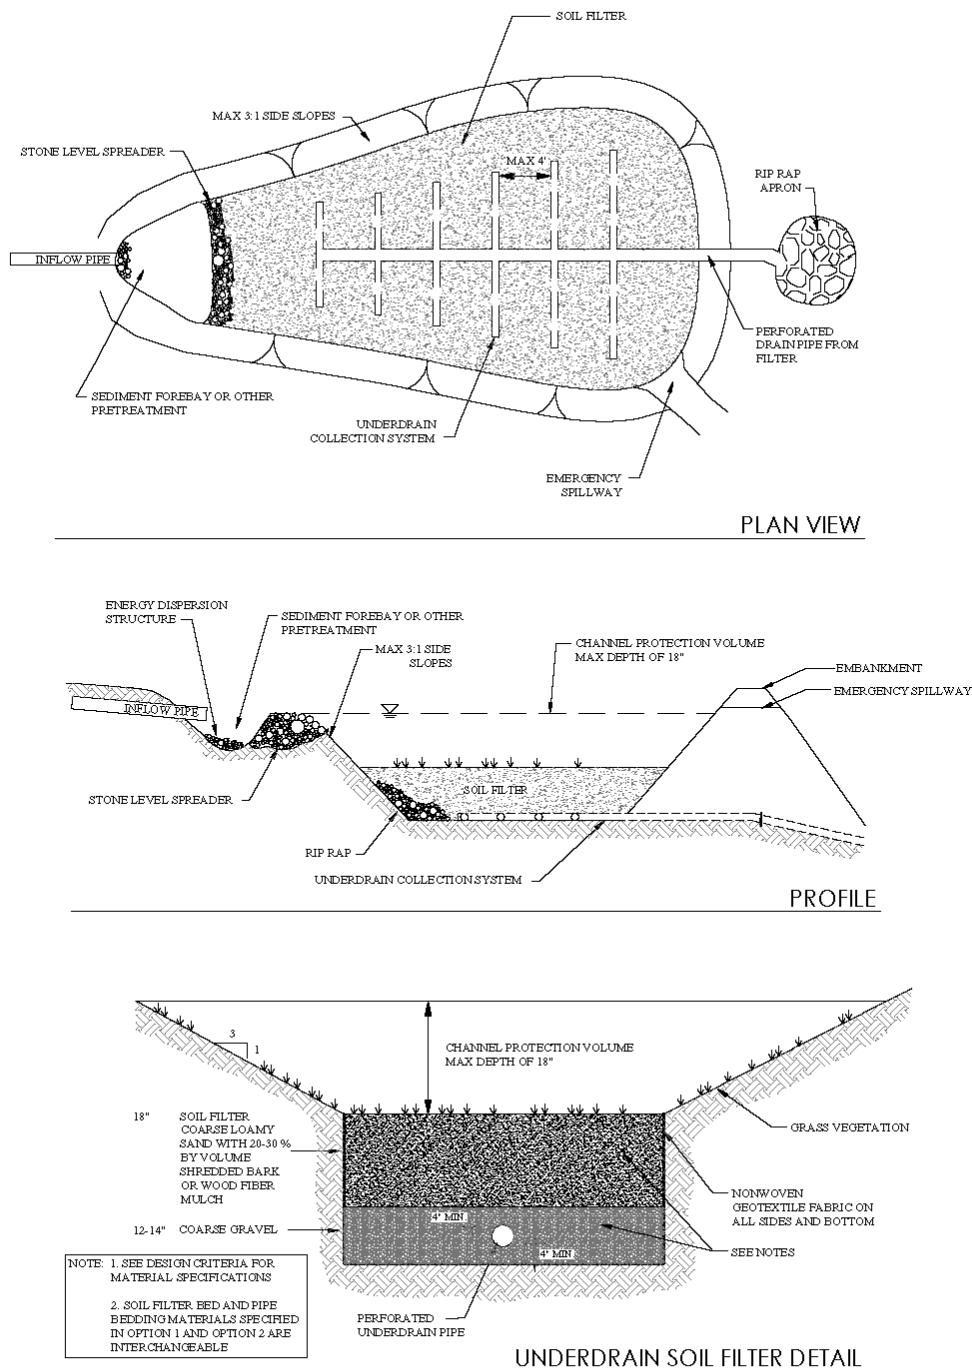 SOIL FILTER
MAX 3:1 SIDE SLOPES
STONE LEVEL SPREADER
MAX 4'
RIP RAP
APRON
INFLOW PIPE
PERFORATED
DRAIN PIPE FROM
FILTER
SEDIMENT FOREBAY OR OTHER
PRETREATMENT
UNDERDRAIN
COLLECTION SYSTEM
EMERGENCY
SPILLWAY
PLAN VIEW
ENERGY DISPERSION
STRUCTURE
SEDIMENT FOREBAY OR OTHER
PRETREATMENT
MAX 3:1 SIDE
SLOPES
CHANNEL PROTECTION VOLUME
MAX DEPTH OF 18"
EMBANKMENT
EMERGENCY SPILLWAY
INFLOW PIPE
STONE LEVEL SPREADER
SOIL FILTER
RIP RAP
UNDERDRAIN COLLECTION SYSTEM
PROFILE
3
1
CHANNEL PROTECTION VOLUME
MAX DEPTH OF 18"
18" SOIL FILTER
COARSE LOAMY
SAND WITH 20-30 %
BY VOLUME
SHREDDED BARK
OR WOOD FIBER
MULCH
GRASS VEGETATION
NONWOVEN
GEOTEXTILE FABRIC ON
ALL SIDES AND BOTTOM
12-14" COARSE GRAVEL
4" MIN
4" MIN
SEE NOTES
NOTE: 1. SEE DESIGN CRITERIA FOR
MATERIAL SPECIFICATIONS
2. SOIL FILTER BED AND PIPE
BEDDING MATERIALS SPECIFIED
IN OPTION 1 AND OPTION 2 ARE
INTERCHANGEABLE
PERFORATED
UNDERDRAIN PIPE
UNDERDRAIN SOIL FILTER DETAIL